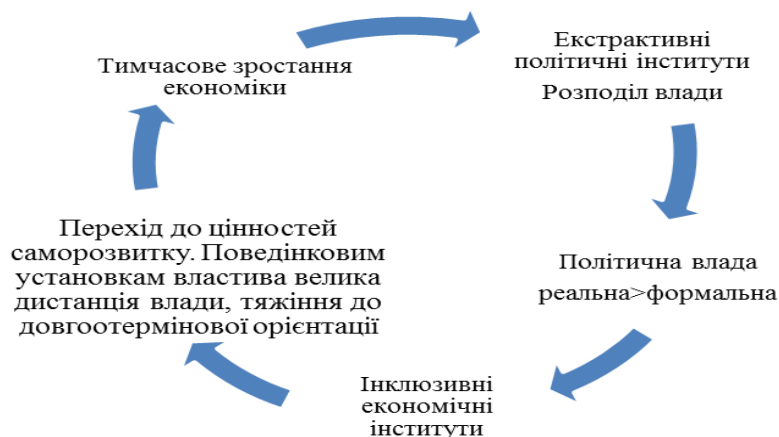 Тимчасове зростання
економіки
Екстрактивні
політичні інститути
Розподіл влади
Політична влада
реальна>формальна
Інклюзивні
економічні
інститути
Перехід до цінностей
саморозвитку. Поведінковим
установкам властива велика
дистанція влади, тяжіння до
довгоотермінової орієнтації